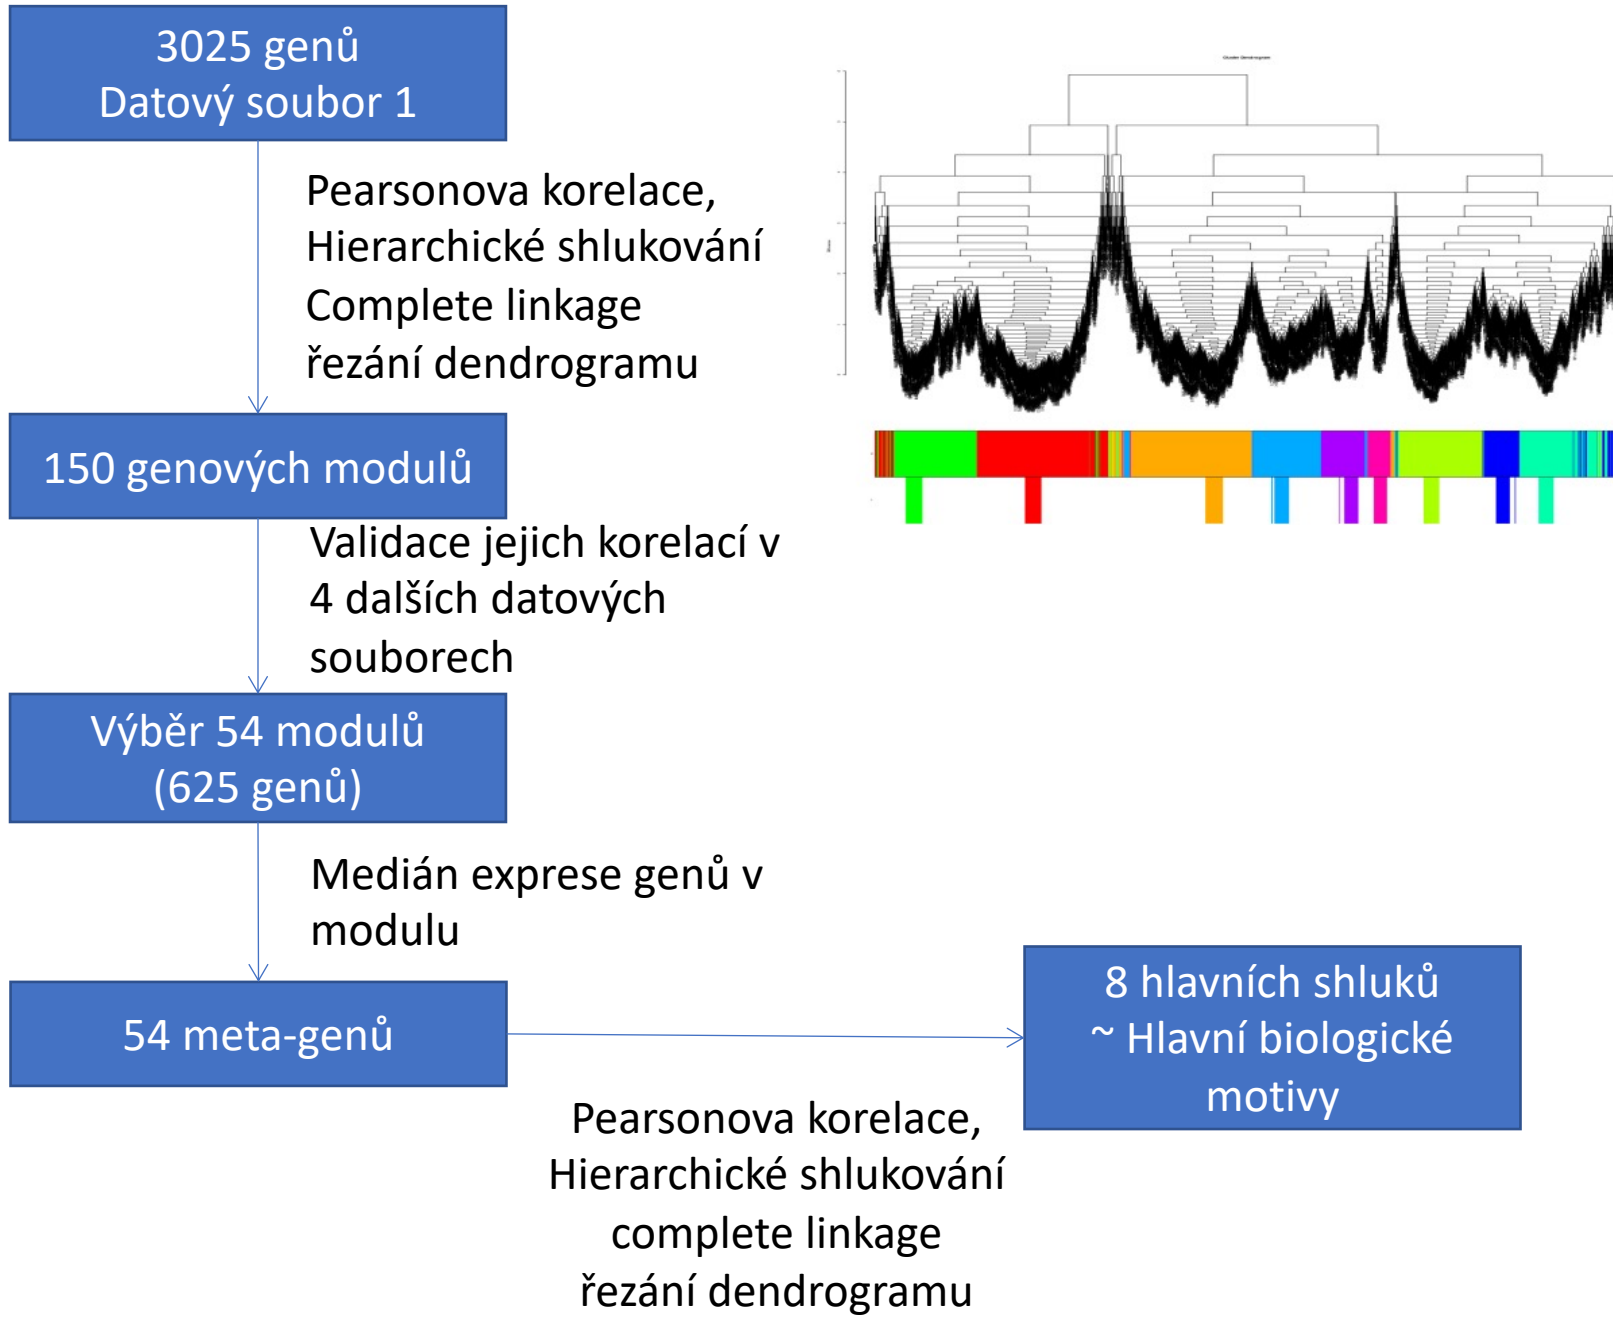 3025 genů
Datový soubor 1
Cluster Dendrogram
Pearsonova korelace,
Hierarchické shlukování
Complete linkage
řezání dendrogramu
150 genových modulů
Validace jejich korelací v
4 dalších datových
souborech
Výběr 54 modulů
(625 genů)
Medián exprese genů v
modulu
54 meta-genů
8 hlavních shluků
~ Hlavní biologické
motivy
Pearsonova korelace,
Hierarchické shlukování
complete linkage
řezání dendrogramu